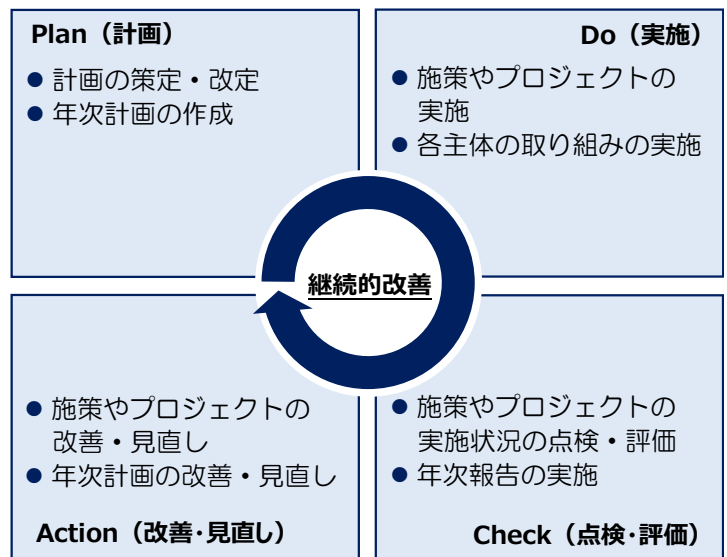 Plan（計画）
● 計画の策定・改定
● 年次計画の作成
Do（実施）
● 施策やプロジェクトの
実施
● 各主体の取り組みの実施
継続的改善
● 施策やプロジェクトの
改善・見直し
● 年次計画の改善・見直し
Action（改善・見直し）
● 施策やプロジェクトの
実施状況の点検・評価
● 年次報告の実施
Check（点検・評価）